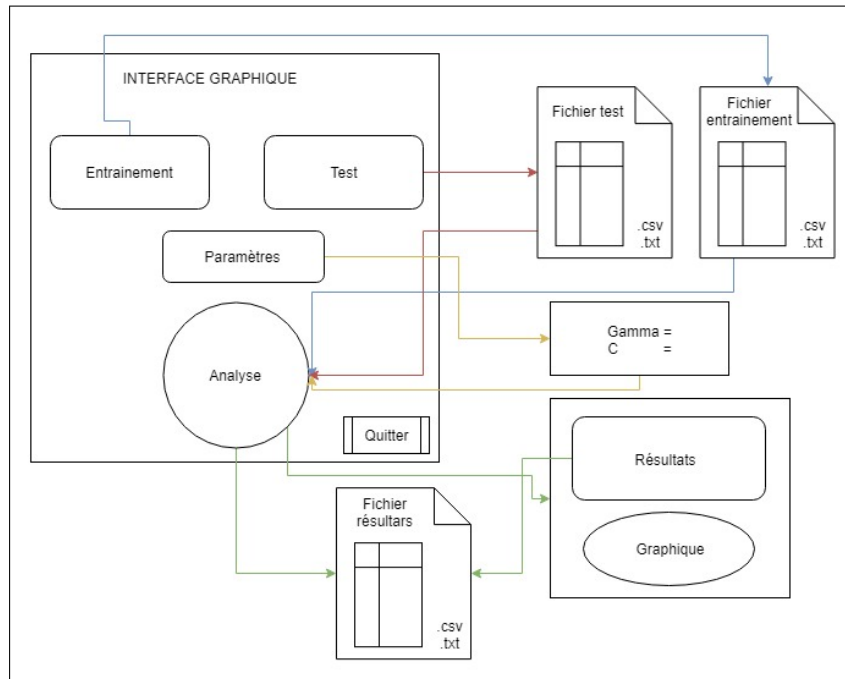 INTERFACE GRAPHIQUE
Entrainement
Test
Paramètres
Analyse
Quitter
Fichier test
.csv
.txt
Fichier
entrainement
.csv
.txt
Gamma =
C =
Résultats
Graphique
Fichier
résultars
.csv
.txt